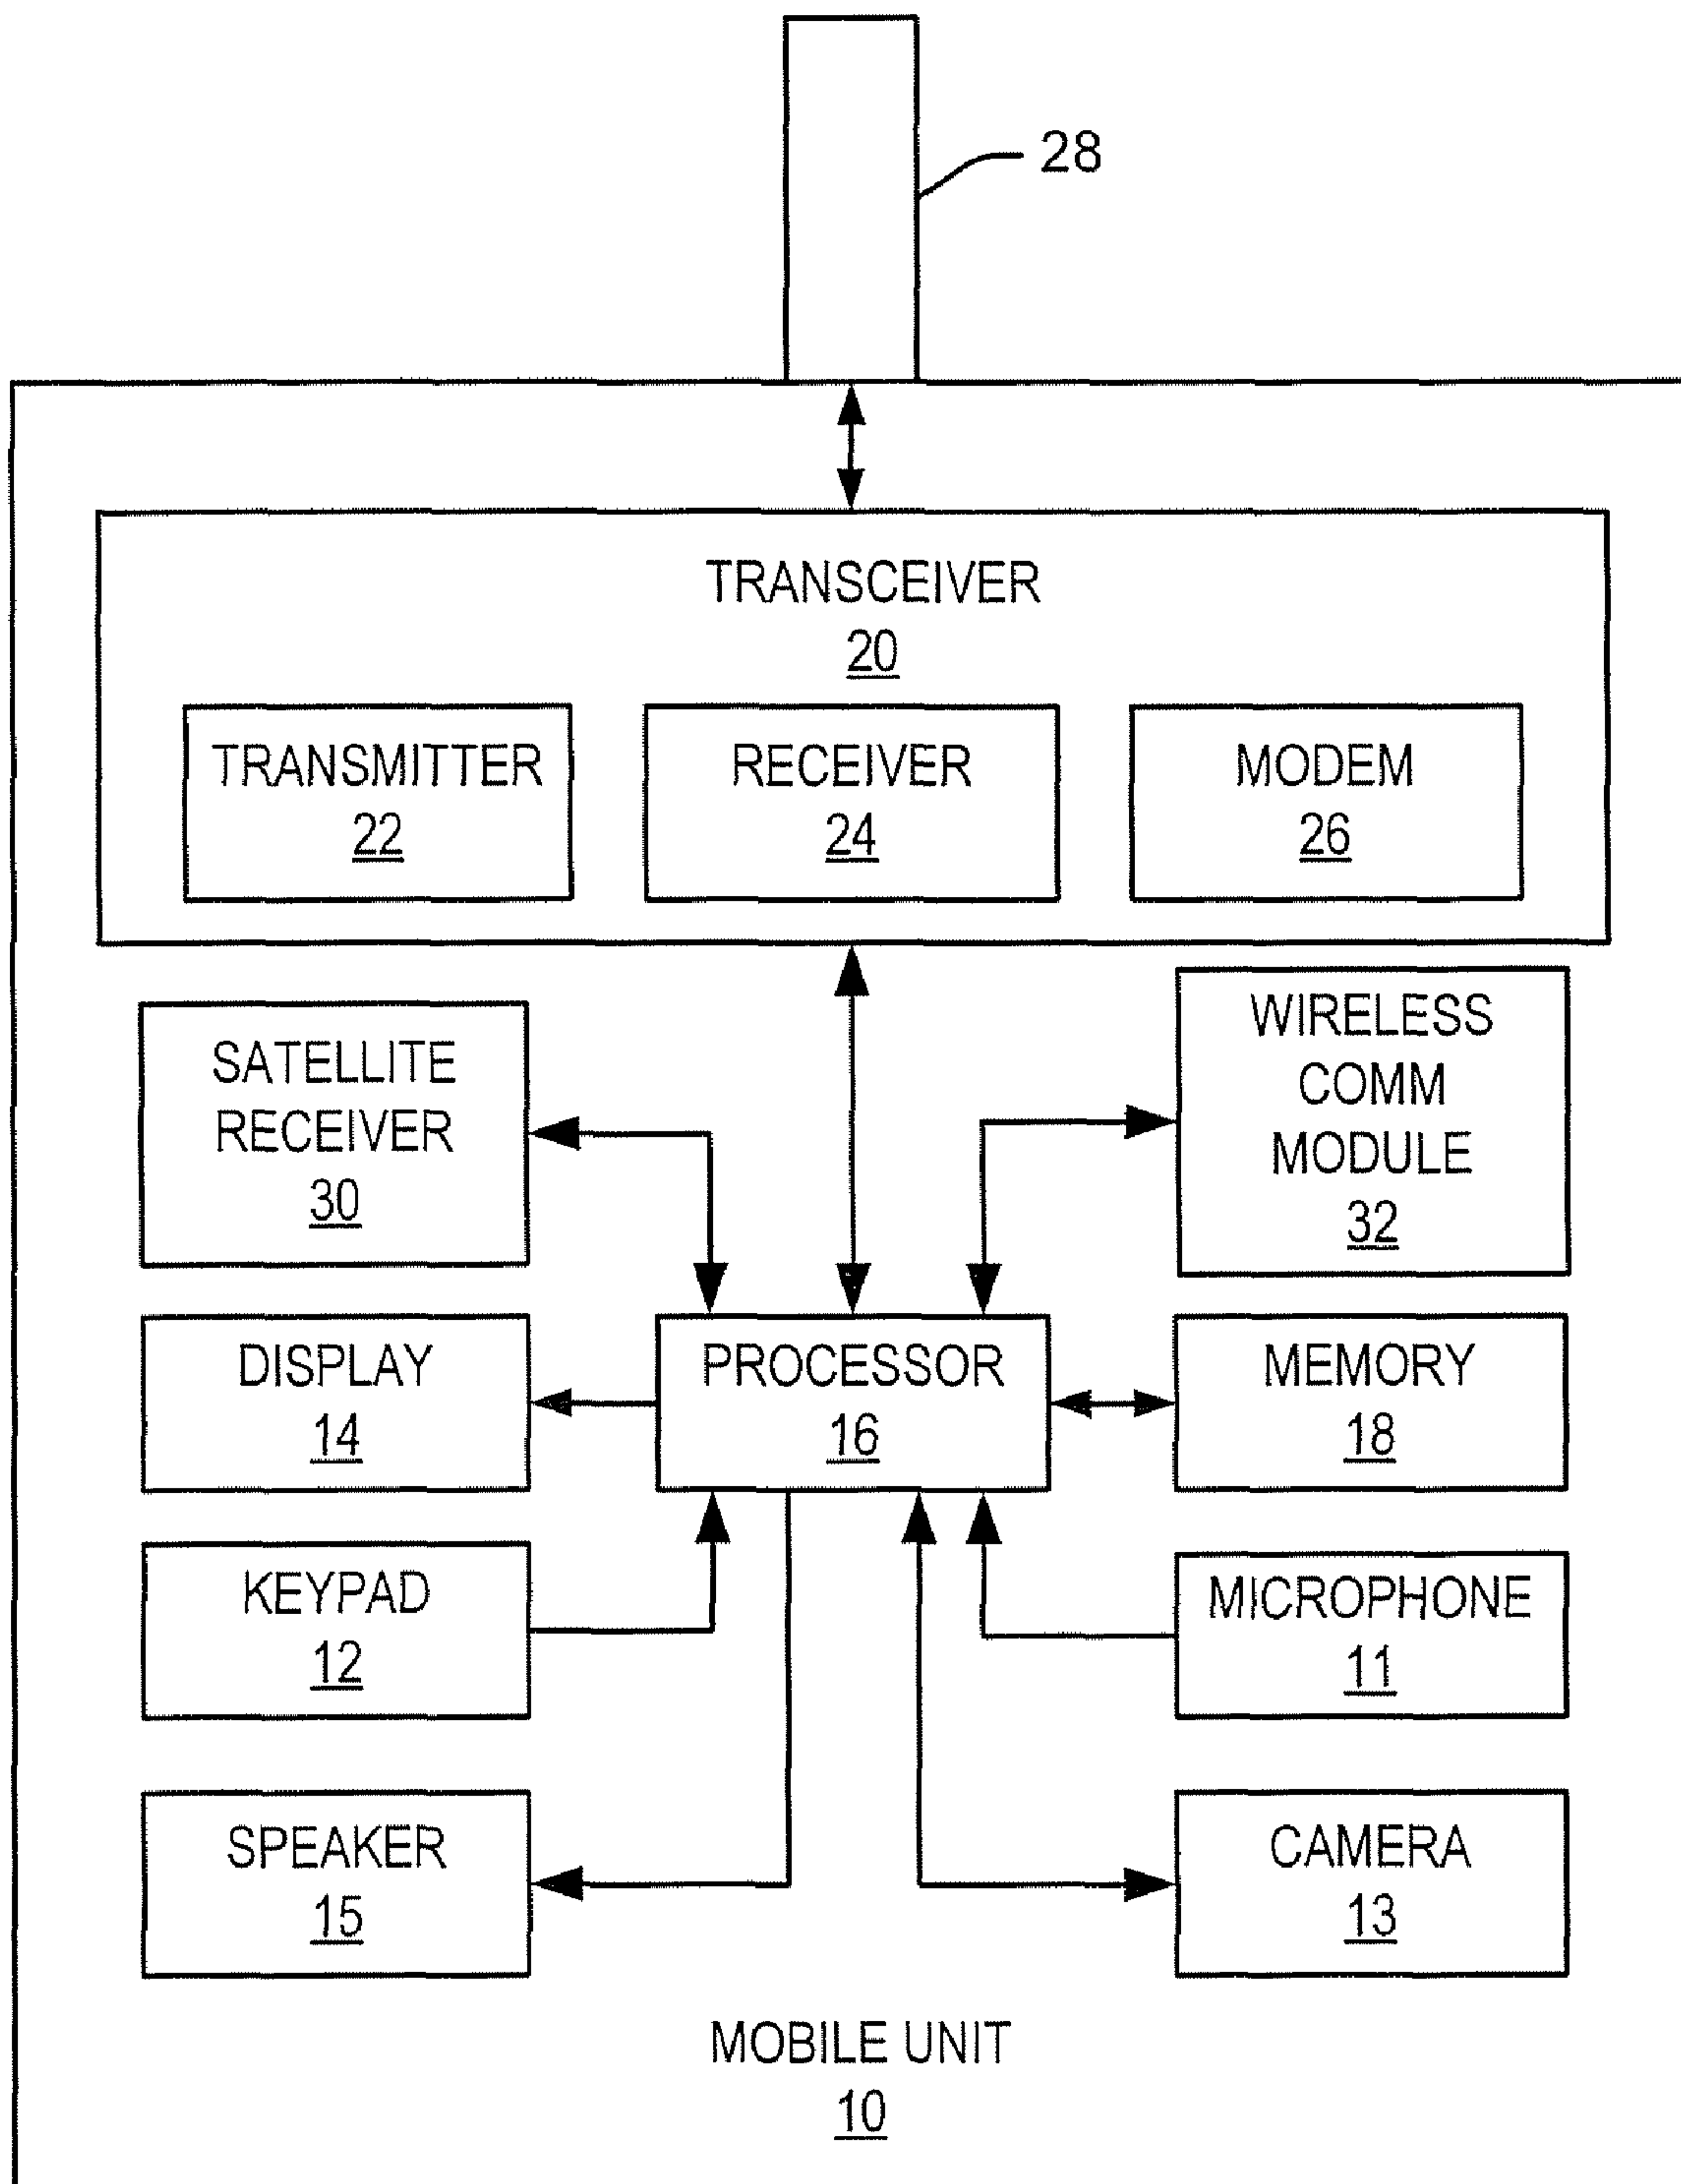 28
TRANSCEIVER
20
TRANSMITTER
22
RECEIVER
24
MODEM
26
SATELLITE
RECEIVER
30
WIRELESS
COMM
MODULE
32
DISPLAY
14
PROCESSOR
16
MEMORY
18
KEYPAD
12
MICROPHONE
11
SPEAKER
15
CAMERA
13
MOBILE UNIT
10